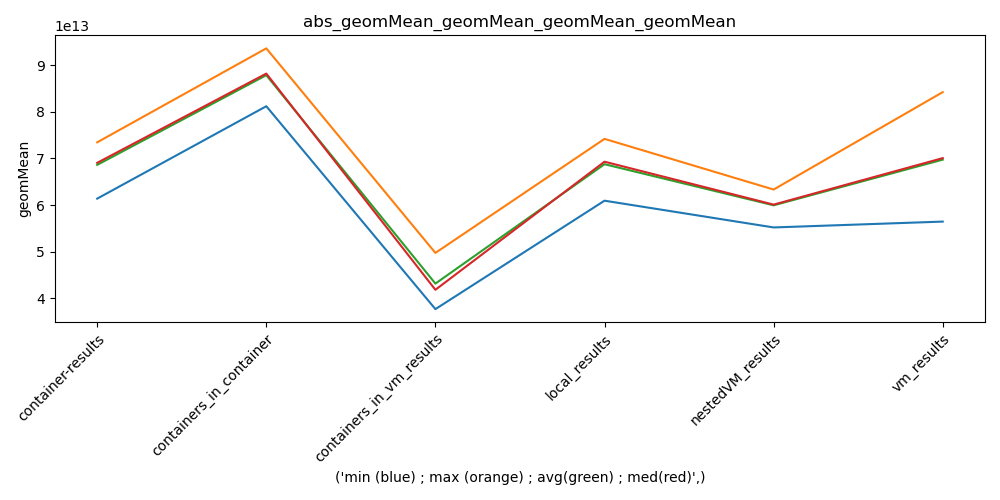 abs_geomMean_geomMean_geomMean_geomMean
1e13
9
8
7
6
5
4
geomMean
container-results
containers_in_container
containers_in_vm_results
local_results
nestedVM_results
vm_results
('min (blue) ; max (orange) ; avg(green) ; med(red)',)